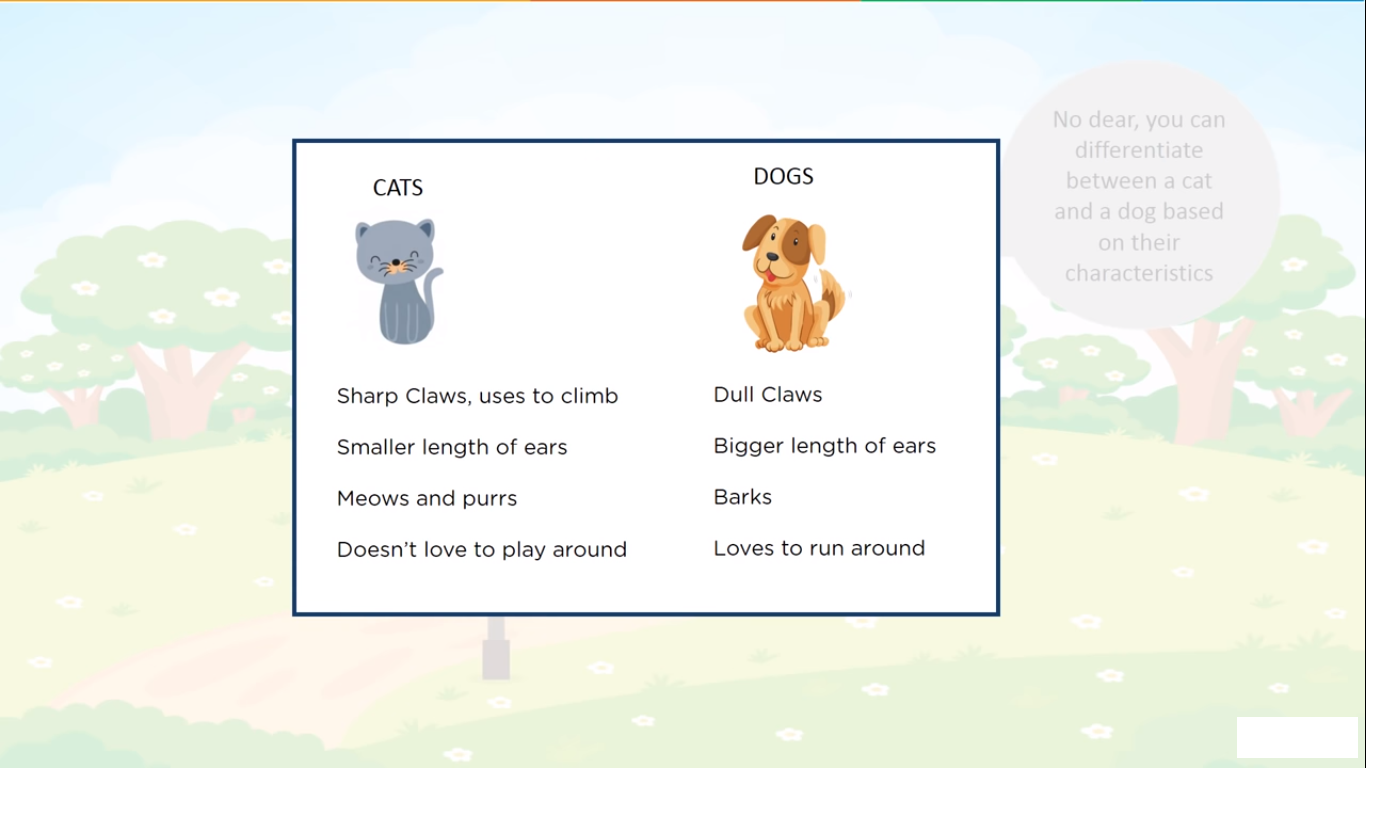 No dear, you can
differentiate
between a cat
and a dog based
on their
characteristics
CATS
Sharp Claws, uses to climb
Smaller length of ears
Meows and purrs
Doesn't love to play around
DOGS
Dull Claws
Bigger length of ears
Barks
Loves to run around